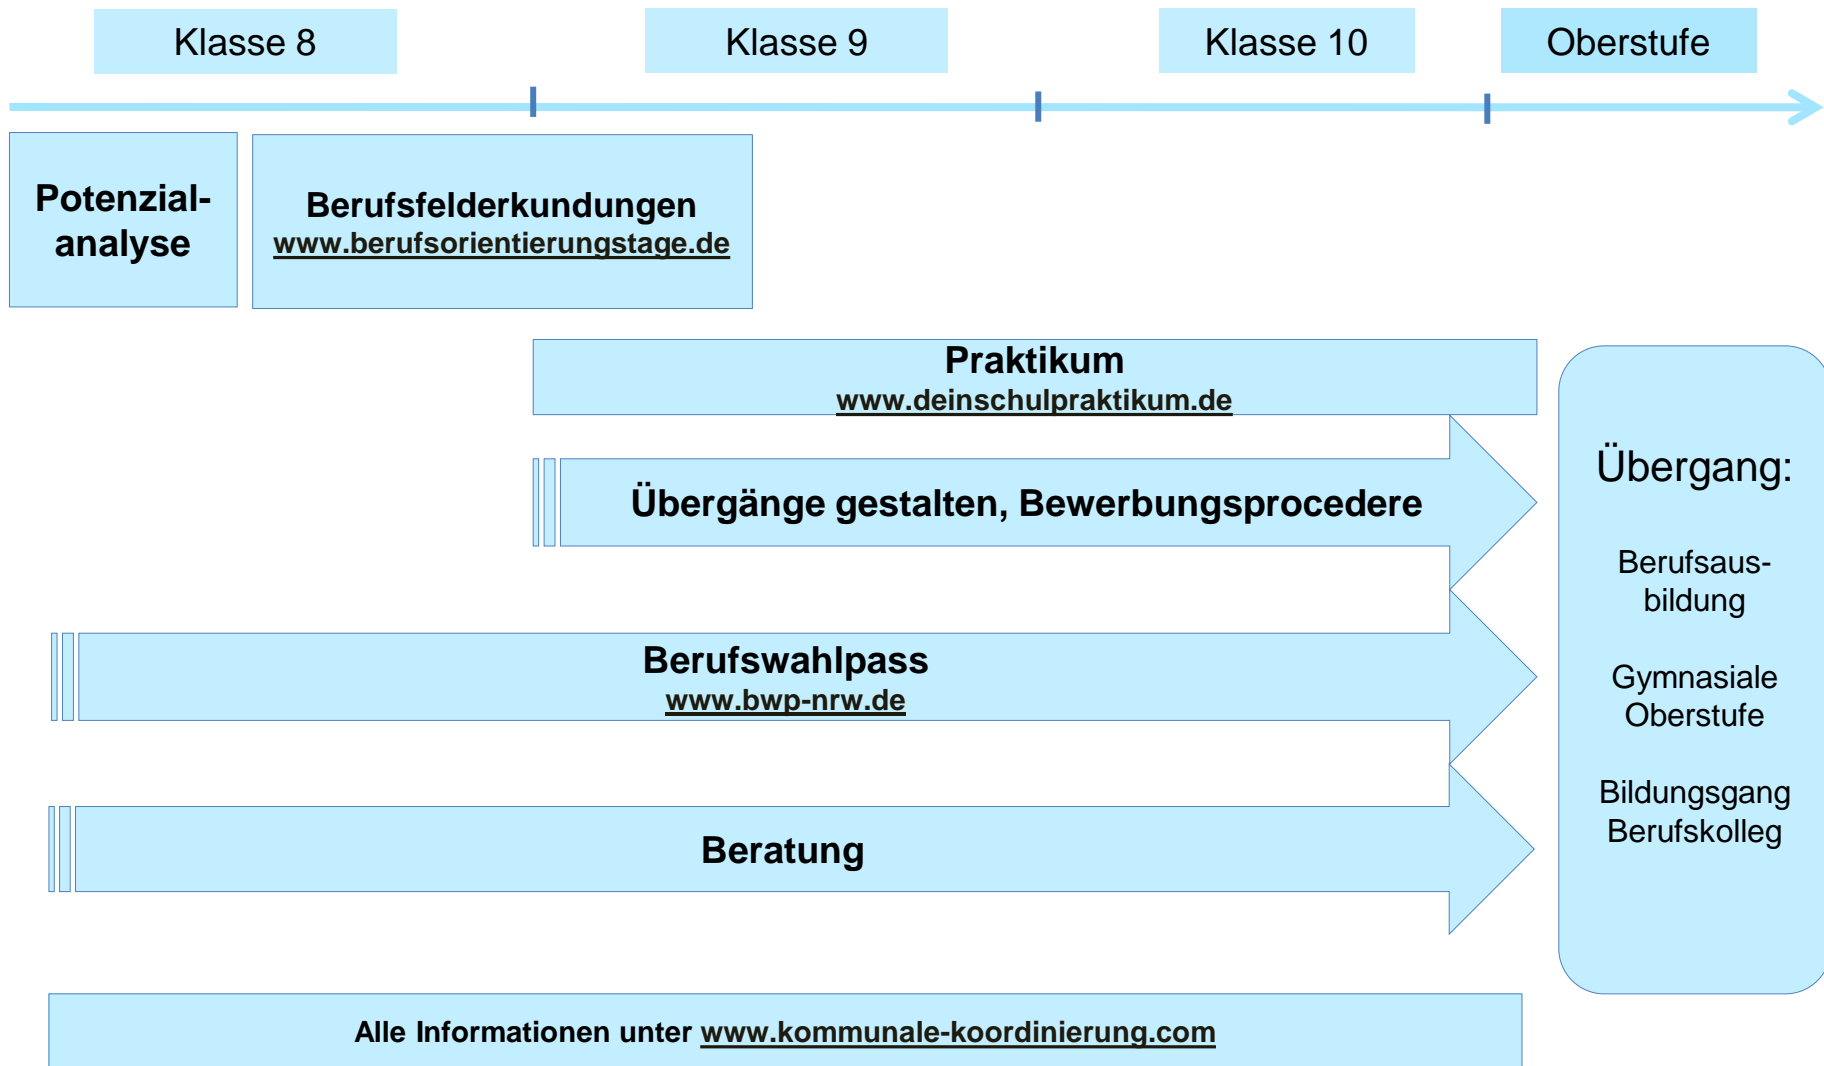 Klasse 8
Klasse 9
Klasse 10
Oberstufe
Potenzial-
analyse
Berufsfelderkundungen
www.berufsorientierungstage.de
Praktikum
www.deinschulpraktikum.de
Übergänge gestalten, Bewerbungsprocedere
Berufswahlpass
www.bwp-nrw.de
Beratung
Übergang:
Berufsaus-
bildung
Gymnasiale
Oberstufe
Bildungsgang
Berufskolleg
Alle Informationen unter www.kommunale-koordinierung.com